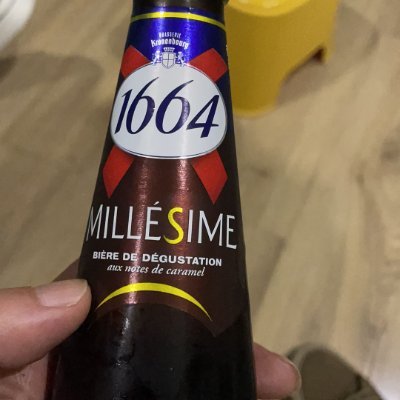 BRASSERIE
Kronenbourg
1664
MILLÉSIME
BIÈRE DE DÉGUSTATION
aux notes de caramel